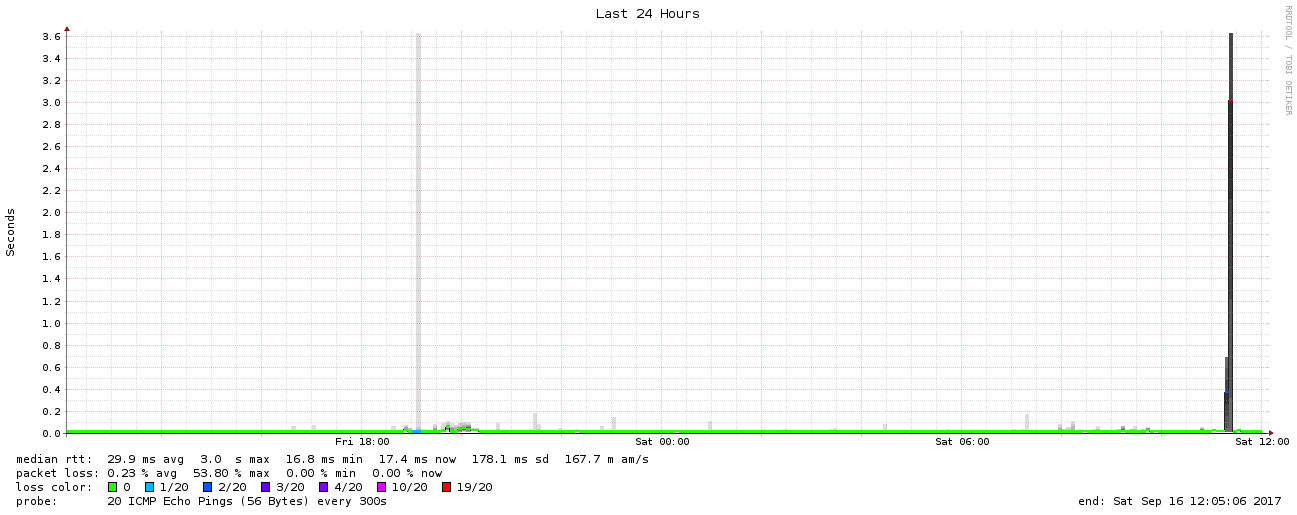 Last 24 Hours
RRDTOOL / TOBI OETIKER
Seconds
3.6
3.4
3.2
3.0
2.8
2.6
2.4
2.2
2.0
1.8
1.6
1.4
1.2
1.0
0.8
0.6
0.4
0.2
0.0
Fri 18:00 Sat 00:00 Sat 06:00 Sat 12:00
median rtt: 29.9 ms avg 3.0 s max 16.8 ms min 17.4 ms now 178.1 ms sd 167.7 m am/s
packet loss: 0.23 % avg 53.80 % max 0.00 % min 0.00 % now
loss color: 0 1/20 2/20 3/20 4/20 10/20 19/20
probe: 20 ICMP Echo Pings (56 Bytes) every 300s end: Sat Sep 16 12:05:06 2017